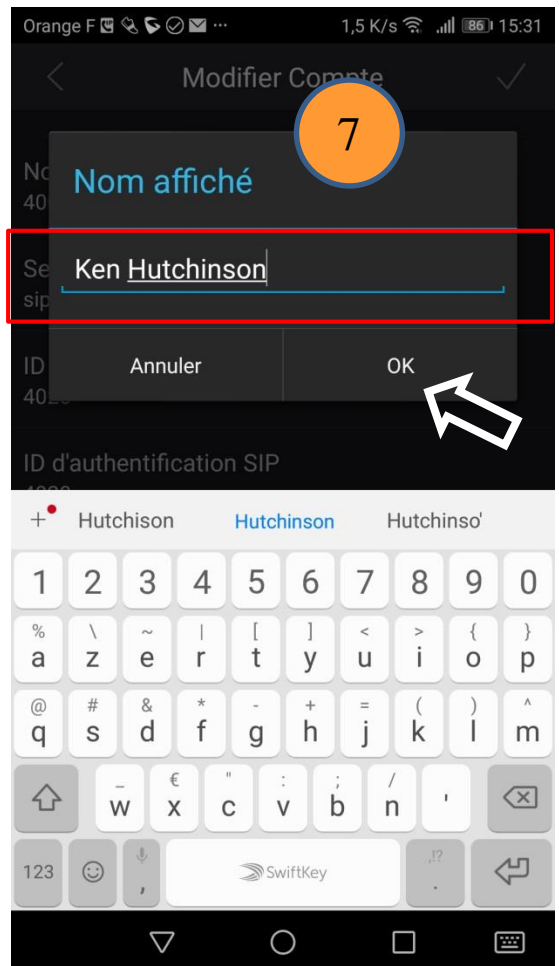 Orange F 1,5 K/s 86 15:31
Modifier Compte
7
Nom affiché
Ken Hutchinson
Annuler OK
ID d'authentification SIP
+ Hutchison Hutchinson Hutchinso'
1 2 3 4 5 6 7 8 9 0
% \ ~ | [ ] < > { }
a z e r t y u i o p
@ # & * - + = ( ) ^
q s d f g h j k l m
_ € " : ; /
w x c v b n '
,!?
123 , SwiftKey .